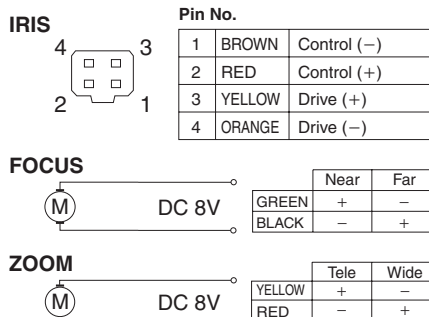 IRIS
Pin No.
4 3
2 1
1 BROWN Control (−)
2 RED Control (+)
3 YELLOW Drive (+)
4 ORANGE Drive (−)
FOCUS
M DC 8V
Near Far
GREEN + −
BLACK − +
ZOOM
M DC 8V
Tele Wide
YELLOW + −
RED − +